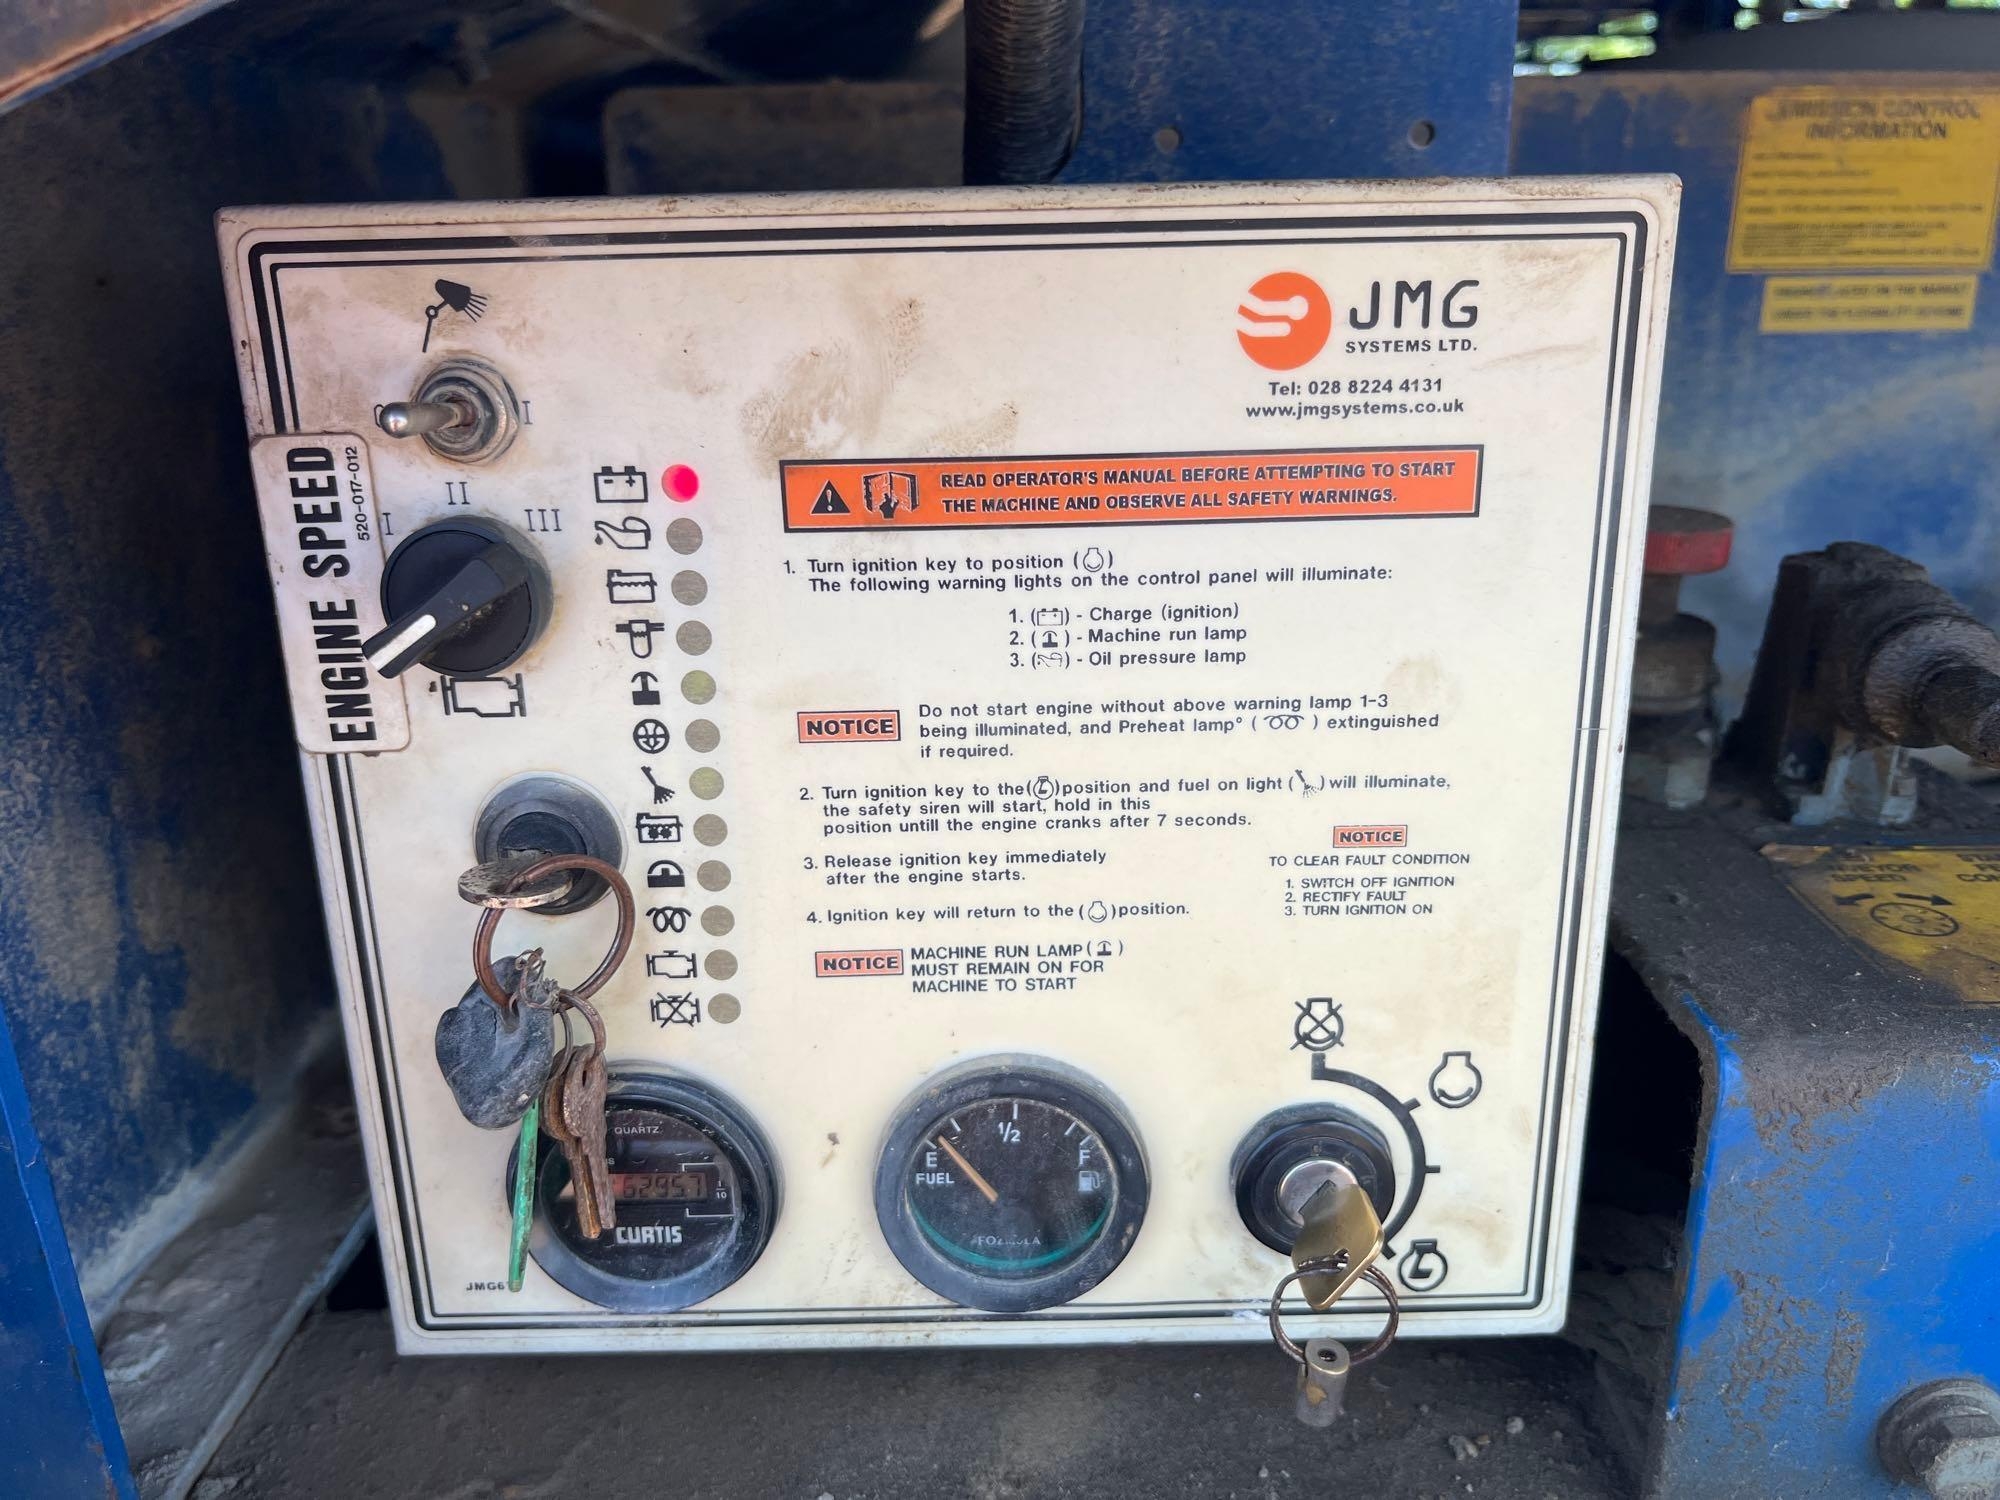 EMISSION CONTROL
INFORMATION
JMG
SYSTEMS LTD.
Tel: 028 8224 4131
www.jmgsystems.co.uk
I
ENGINE SPEED
520-017-012
I
II
III
READ OPERATOR'S MANUAL BEFORE ATTEMPTING TO START
THE MACHINE AND OBSERVE ALL SAFETY WARNINGS.
1. Turn ignition key to position ( )
The following warning lights on the control panel will illuminate:
1. ( ) - Charge (ignition)
2. ( ) - Machine run lamp
3. ( ) - Oil pressure lamp
NOTICE
Do not start engine without above warning lamp 1-3
being illuminated, and Preheat lamp° ( ) extinguished
if required.
2. Turn ignition key to the( )position and fuel on light ( ) will illuminate,
the safety siren will start, hold in this
position untill the engine cranks after 7 seconds.
3. Release ignition key immediately
after the engine starts.
4. Ignition key will return to the ( )position.
NOTICE
TO CLEAR FAULT CONDITION
1. SWITCH OFF IGNITION
2. RECTIFY FAULT
3. TURN IGNITION ON
NOTICE
MACHINE RUN LAMP ( )
MUST REMAIN ON FOR
MACHINE TO START
QUARTZ
6295.7
1/10
CURTIS
E
1/2
F
FUEL
JMG6
SPEED